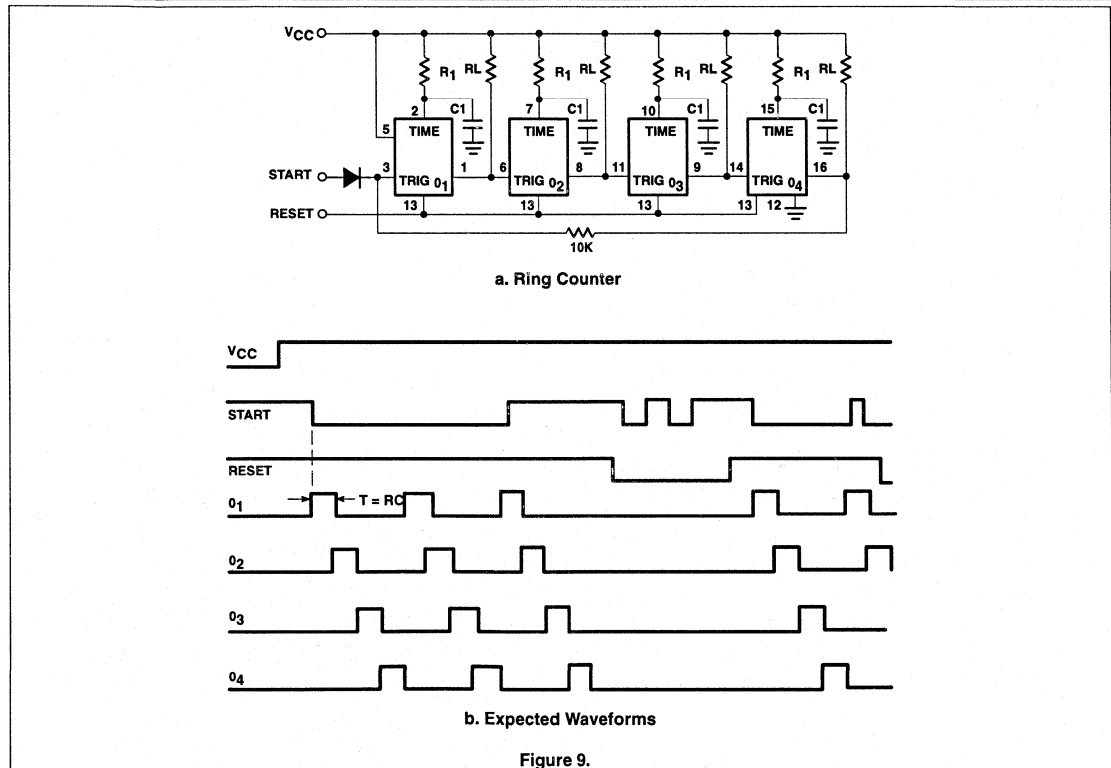 VCC
R1 RL R1 RL R1 RL R1 RL
2 C1 7 C1 10 C1 15 C1
5 TIME TIME TIME TIME
START 3 TRIG 01 1 6 TRIG 02 8 11 TRIG 03 9 14 TRIG 04 16
RESET 13 13 13 13 12
10K
a. Ring Counter
VCC
START
RESET
01 T = RC
02
03
04
b. Expected Waveforms
Figure 9.